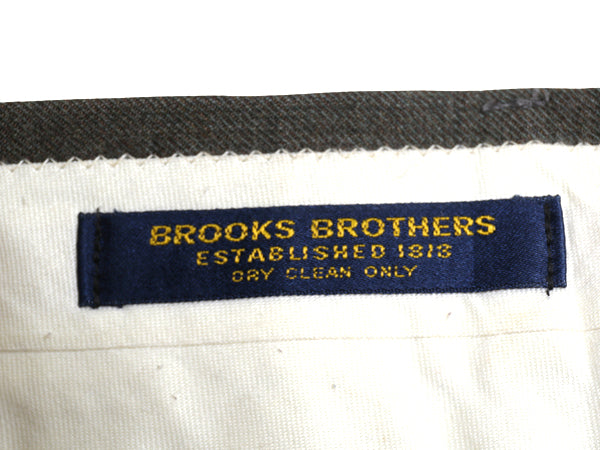 BROOKS BROTHERS
ESTABLISHED 1818
DRY CLEAN ONLY